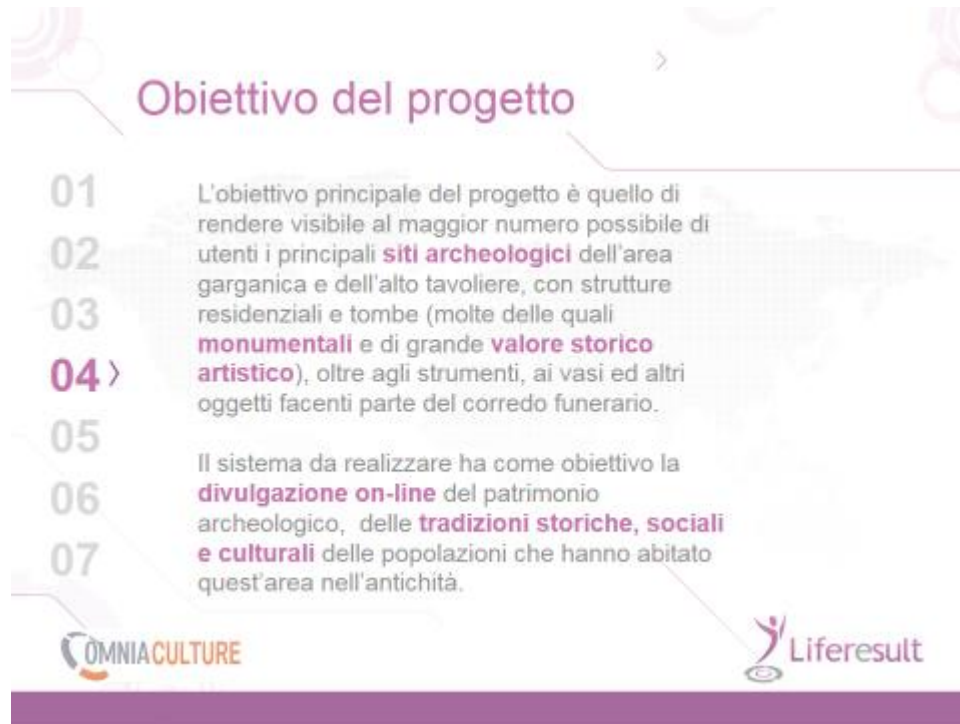 Obiettivo del progetto
01
02
03
04
05
06
07
L'obiettivo principale del progetto è quello di
rendere visibile al maggior numero possibile di
utenti i principali siti archeologici dell'area
garganica e dell'alto tavoliere, con strutture
residenziali e tombe (molte delle quali
monumentali e di grande valore storico
artistico), oltre agli strumenti, ai vasi ed altri
oggetti facenti parte del corredo funerario.
Il sistema da realizzare ha come obiettivo la
divulgazione on-line del patrimonio
archeologico, delle tradizioni storiche, sociali
e culturali delle popolazioni che hanno abitato
quest'area nell'antichità.
OMNIACULTURE
Liferesult